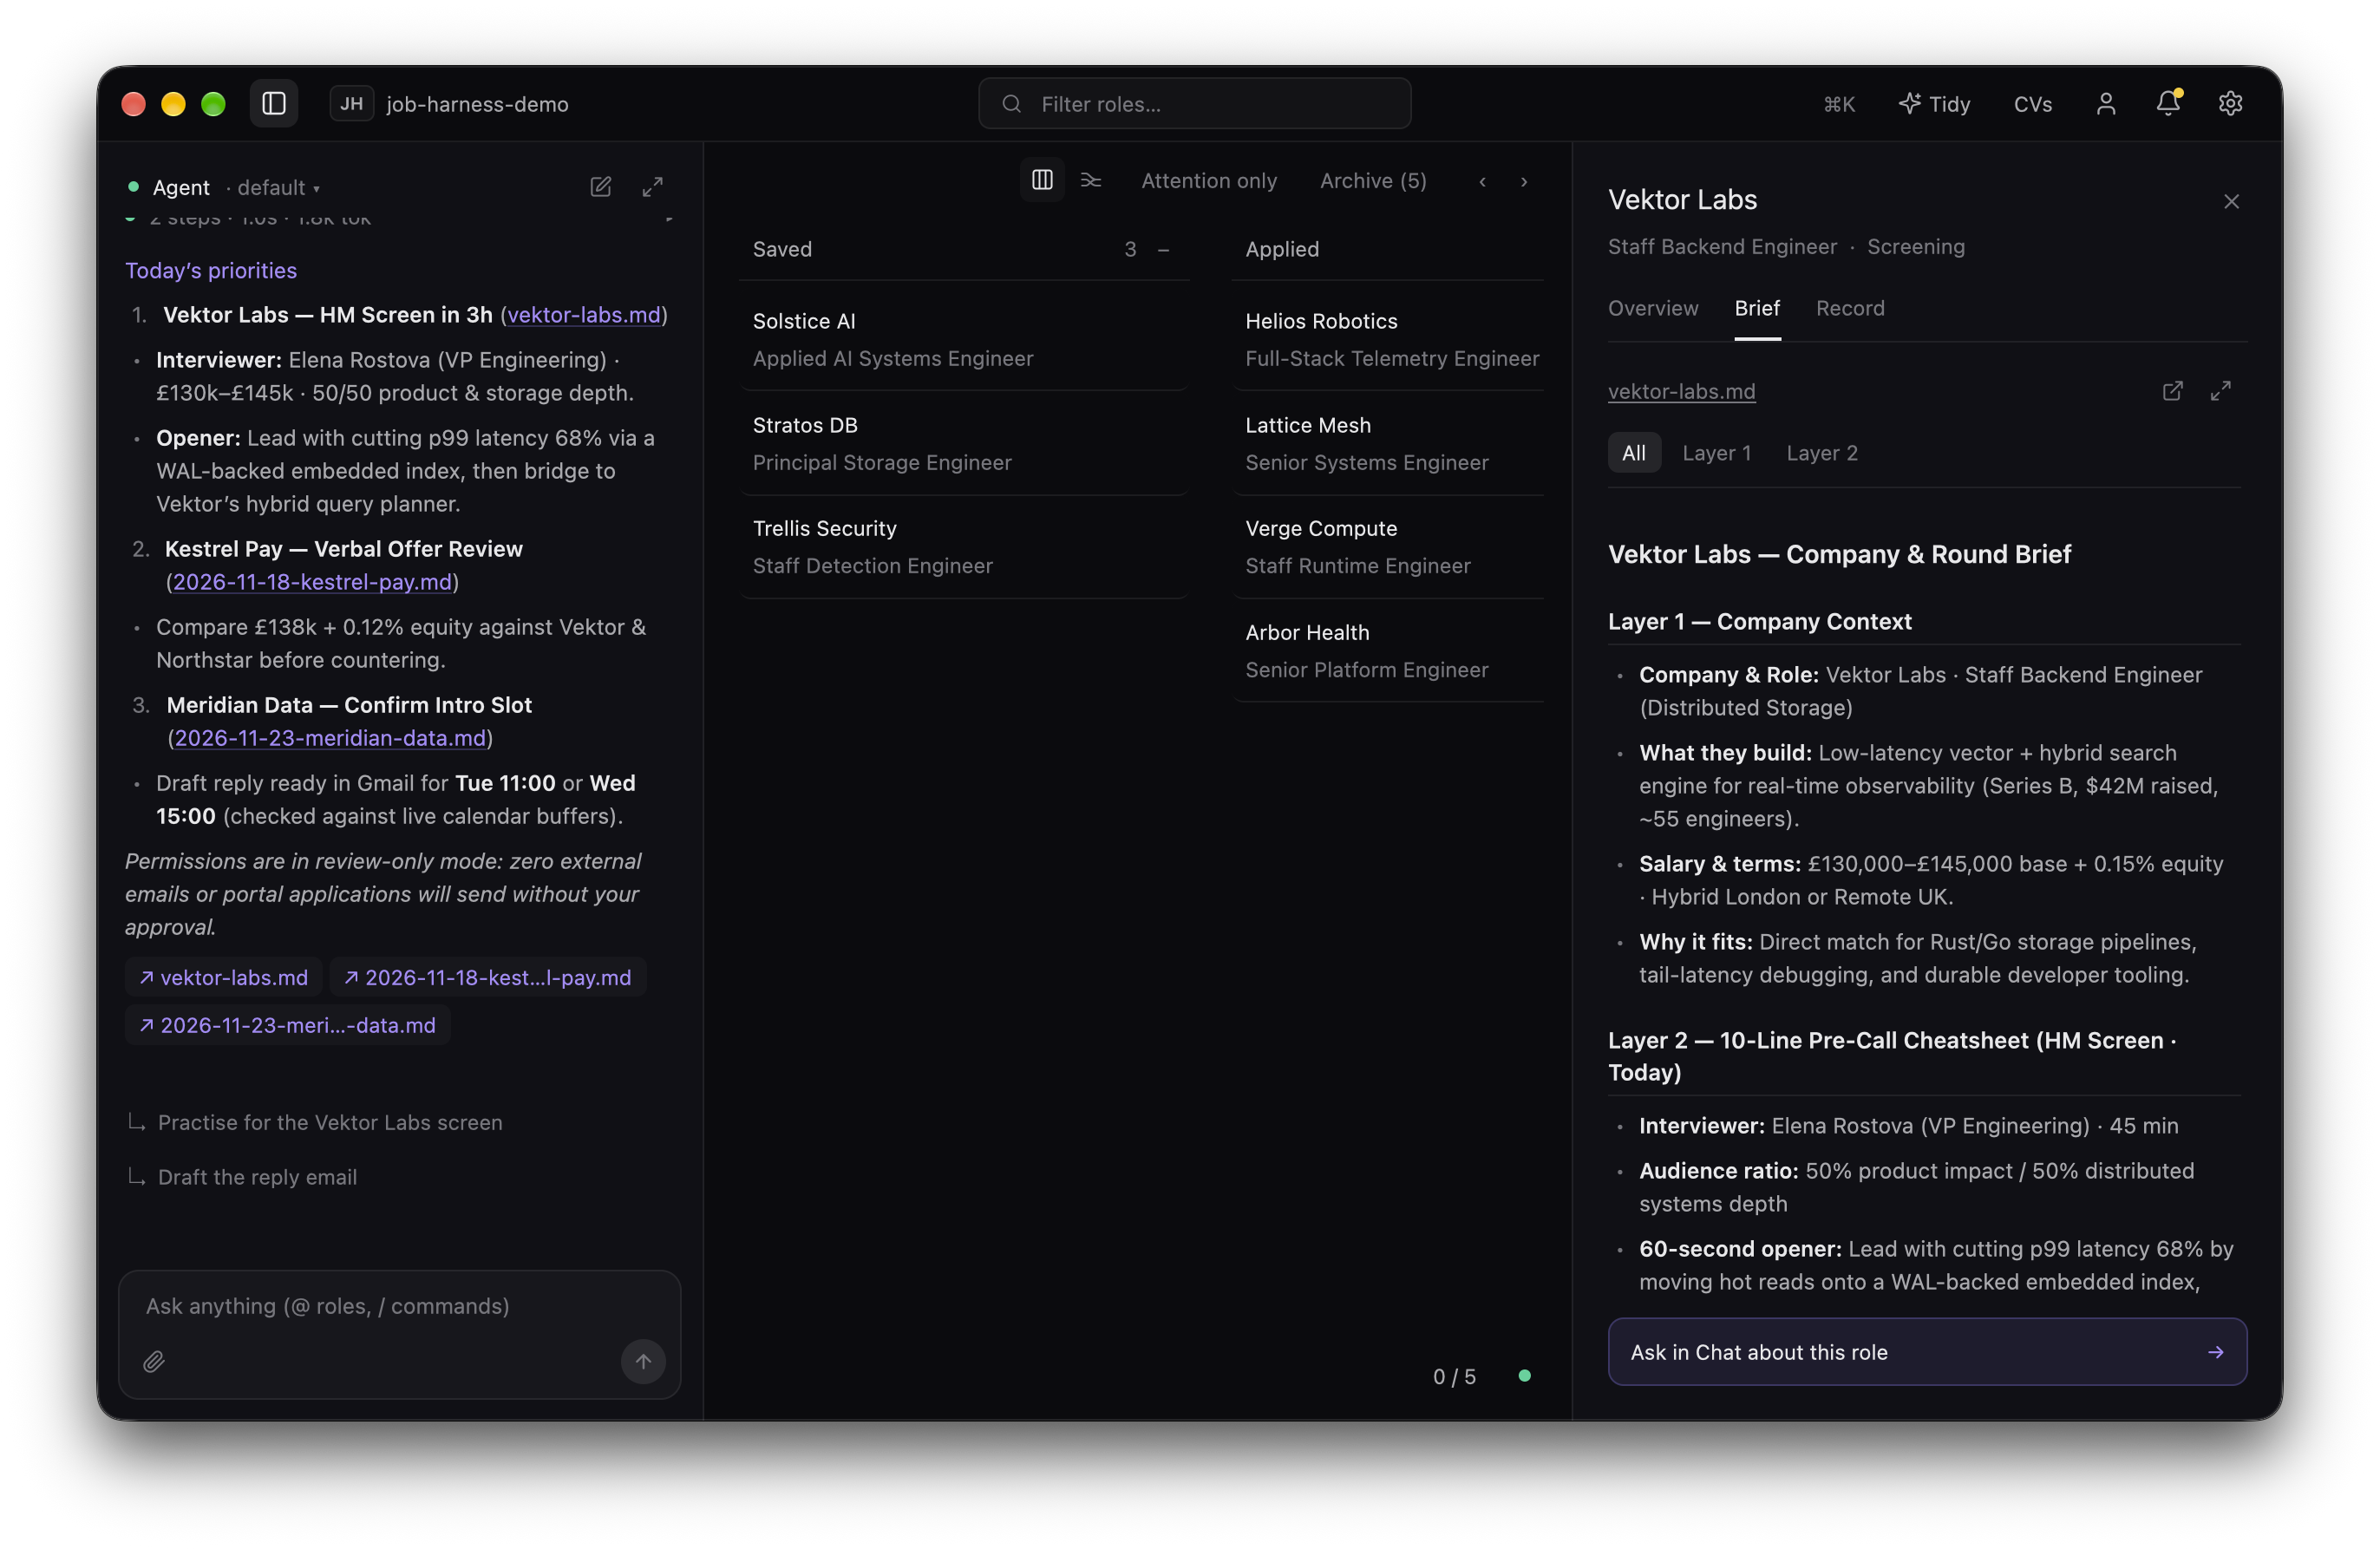 JH job-harness-demo
Filter roles...
⌘K
Tidy
CVs
Agent · default ▾
2 steps · 1.0s · 1.8k tok
Today's priorities
1. Vektor Labs — HM Screen in 3h (vektor-labs.md)
• Interviewer: Elena Rostova (VP Engineering) ·
£130k–£145k · 50/50 product & storage depth.
• Opener: Lead with cutting p99 latency 68% via a
WAL-backed embedded index, then bridge to
Vektor's hybrid query planner.
2. Kestrel Pay — Verbal Offer Review
(2026-11-18-kestrel-pay.md)
• Compare £138k + 0.12% equity against Vektor &
Northstar before countering.
3. Meridian Data — Confirm Intro Slot
(2026-11-23-meridian-data.md)
• Draft reply ready in Gmail for Tue 11:00 or Wed
15:00 (checked against live calendar buffers).
Permissions are in review-only mode: zero external
emails or portal applications will send without your
approval.
↗ vektor-labs.md ↗ 2026-11-18-kest...l-pay.md
↗ 2026-11-23-meri...-data.md
Practise for the Vektor Labs screen
Draft the reply email
Ask anything (@ roles, / commands)
Attention only
Archive (5)
‹ ›
Saved 3 –
Solstice AI
Applied AI Systems Engineer
Stratos DB
Principal Storage Engineer
Trellis Security
Staff Detection Engineer
Applied
Helios Robotics
Full-Stack Telemetry Engineer
Lattice Mesh
Senior Systems Engineer
Verge Compute
Staff Runtime Engineer
Arbor Health
Senior Platform Engineer
0 / 5
Vektor Labs
Staff Backend Engineer · Screening
Overview Brief Record
vektor-labs.md
All Layer 1 Layer 2
Vektor Labs — Company & Round Brief
Layer 1 — Company Context
• Company & Role: Vektor Labs · Staff Backend Engineer
(Distributed Storage)
• What they build: Low-latency vector + hybrid search
engine for real-time observability (Series B, $42M raised,
~55 engineers).
• Salary & terms: £130,000–£145,000 base + 0.15% equity
· Hybrid London or Remote UK.
• Why it fits: Direct match for Rust/Go storage pipelines,
tail-latency debugging, and durable developer tooling.
Layer 2 — 10-Line Pre-Call Cheatsheet (HM Screen ·
Today)
• Interviewer: Elena Rostova (VP Engineering) · 45 min
• Audience ratio: 50% product impact / 50% distributed
systems depth
• 60-second opener: Lead with cutting p99 latency 68% by
moving hot reads onto a WAL-backed embedded index,
Ask in Chat about this role →